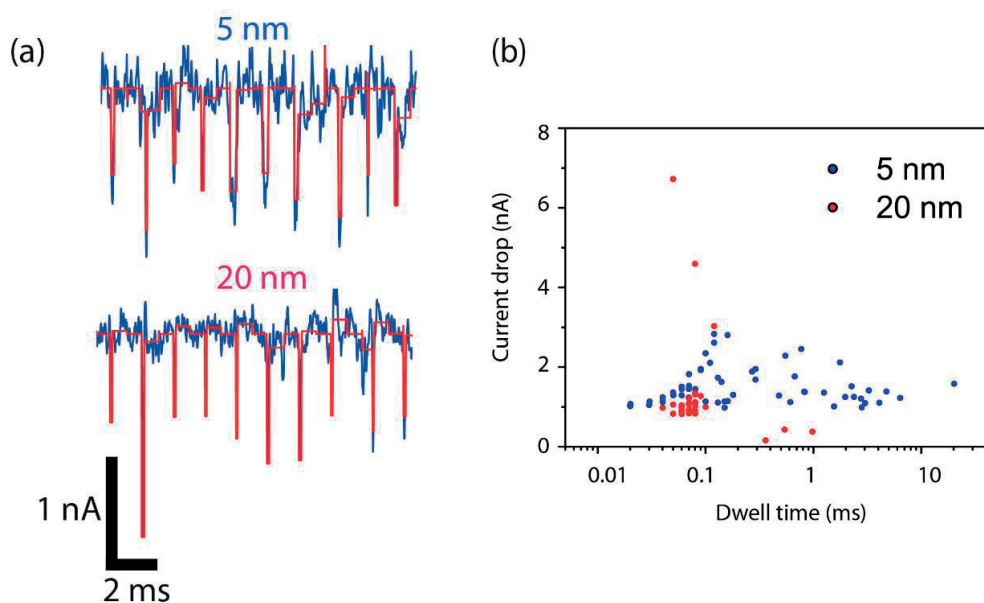 (a)
5 nm
20 nm
1 nA
2 ms
(b)
8
6
4
2
0
Current drop (nA)
5 nm
20 nm
0.01
0.1
1
10
Dwell time (ms)